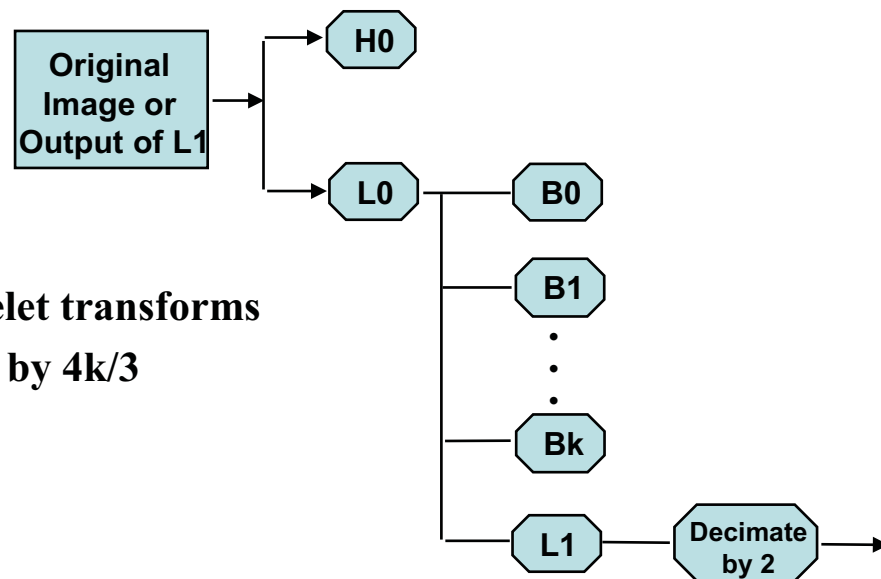 Original
Image or
Output of L1
H0
L0
B0
B1
Bk
L1
Decimate
by 2
transforms
by 4k/3